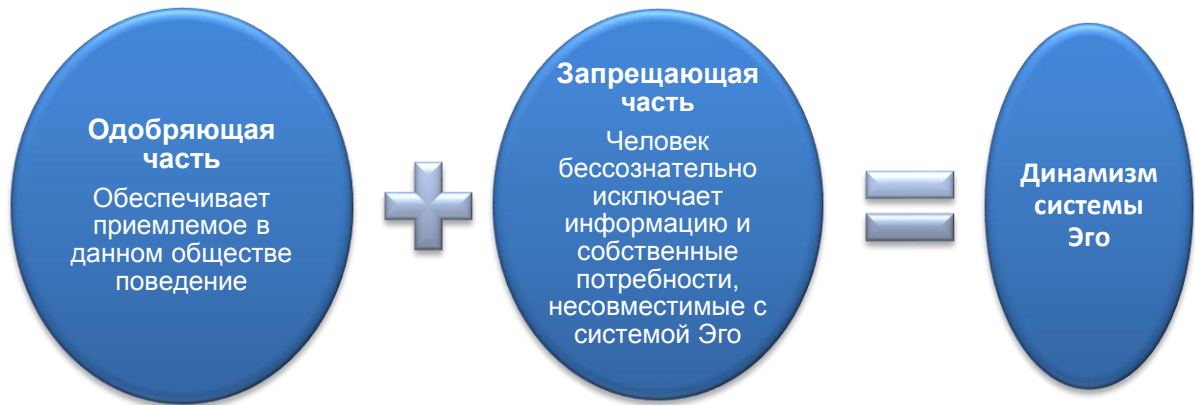 Одобряющая
часть
Обеспечивает
приемлемое в
данном обществе
поведение
Запрещающая
часть
Человек
бессознательно
исключает
информацию и
собственные
потребности,
несовместимые с
системой Эго
Динамизм
системы
Эго